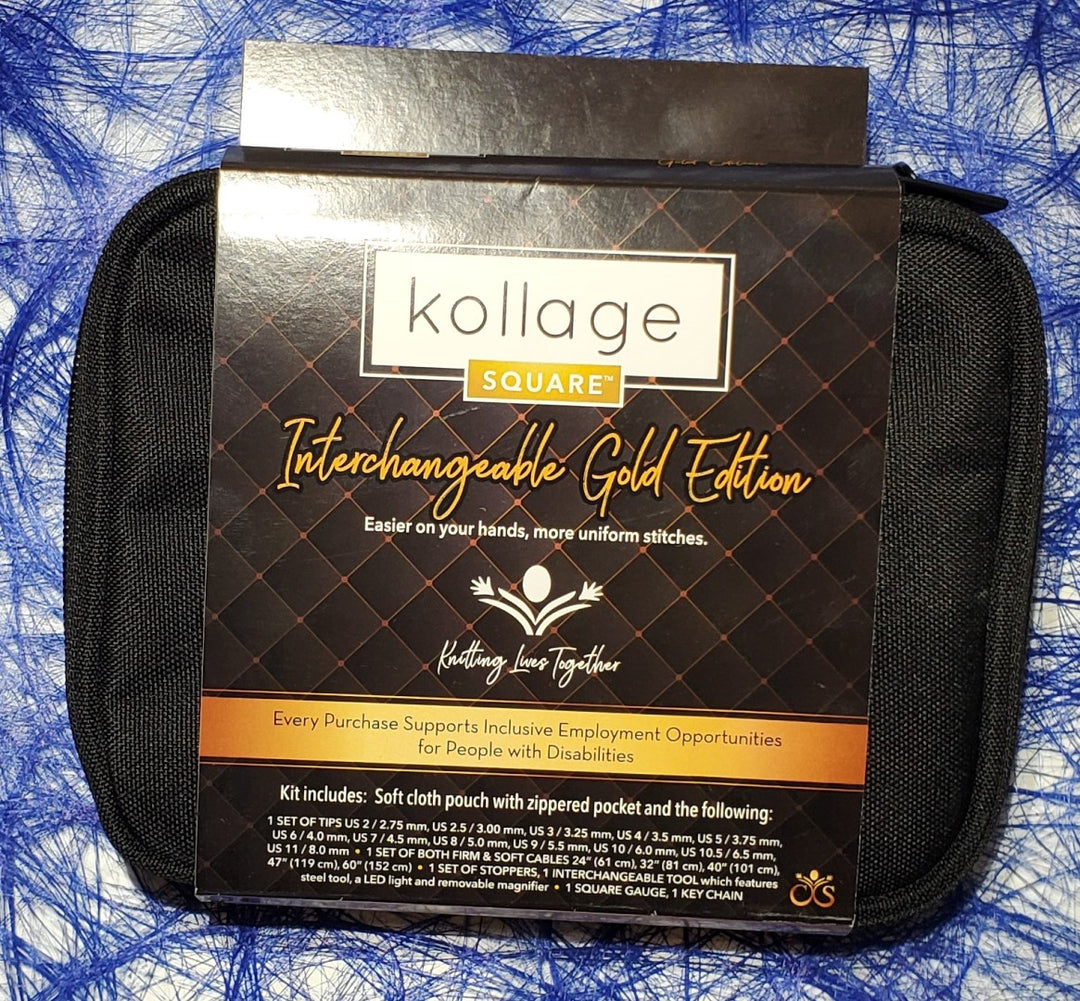 Gold Edition
kollage
SQUARE™
Interchangeable Gold Edition
Easier on your hands, more uniform stitches.
Knitting Lives Together
Every Purchase Supports Inclusive Employment Opportunities
for People with Disabilities
Kit includes: Soft cloth pouch with zippered pocket and the following:
1 SET OF TIPS US 2 / 2.75 mm, US 2.5 / 3.00 mm, US 3 / 3.25 mm, US 4 / 3.5 mm, US 5 / 3.75 mm,
US 6 / 4.0 mm, US 7 / 4.5 mm, US 8 / 5.0 mm, US 9 / 5.5 mm, US 10 / 6.0 mm, US 10.5 / 6.5 mm,
US 11 / 8.0 mm • 1 SET OF BOTH FIRM & SOFT CABLES 24" (61 cm), 32" (81 cm), 40" (101 cm),
47" (119 cm), 60" (152 cm) • 1 SET OF STOPPERS, 1 INTERCHANGEABLE TOOL which features
steel tool, a LED light and removable magnifier • 1 SQUARE GAUGE, 1 KEY CHAIN